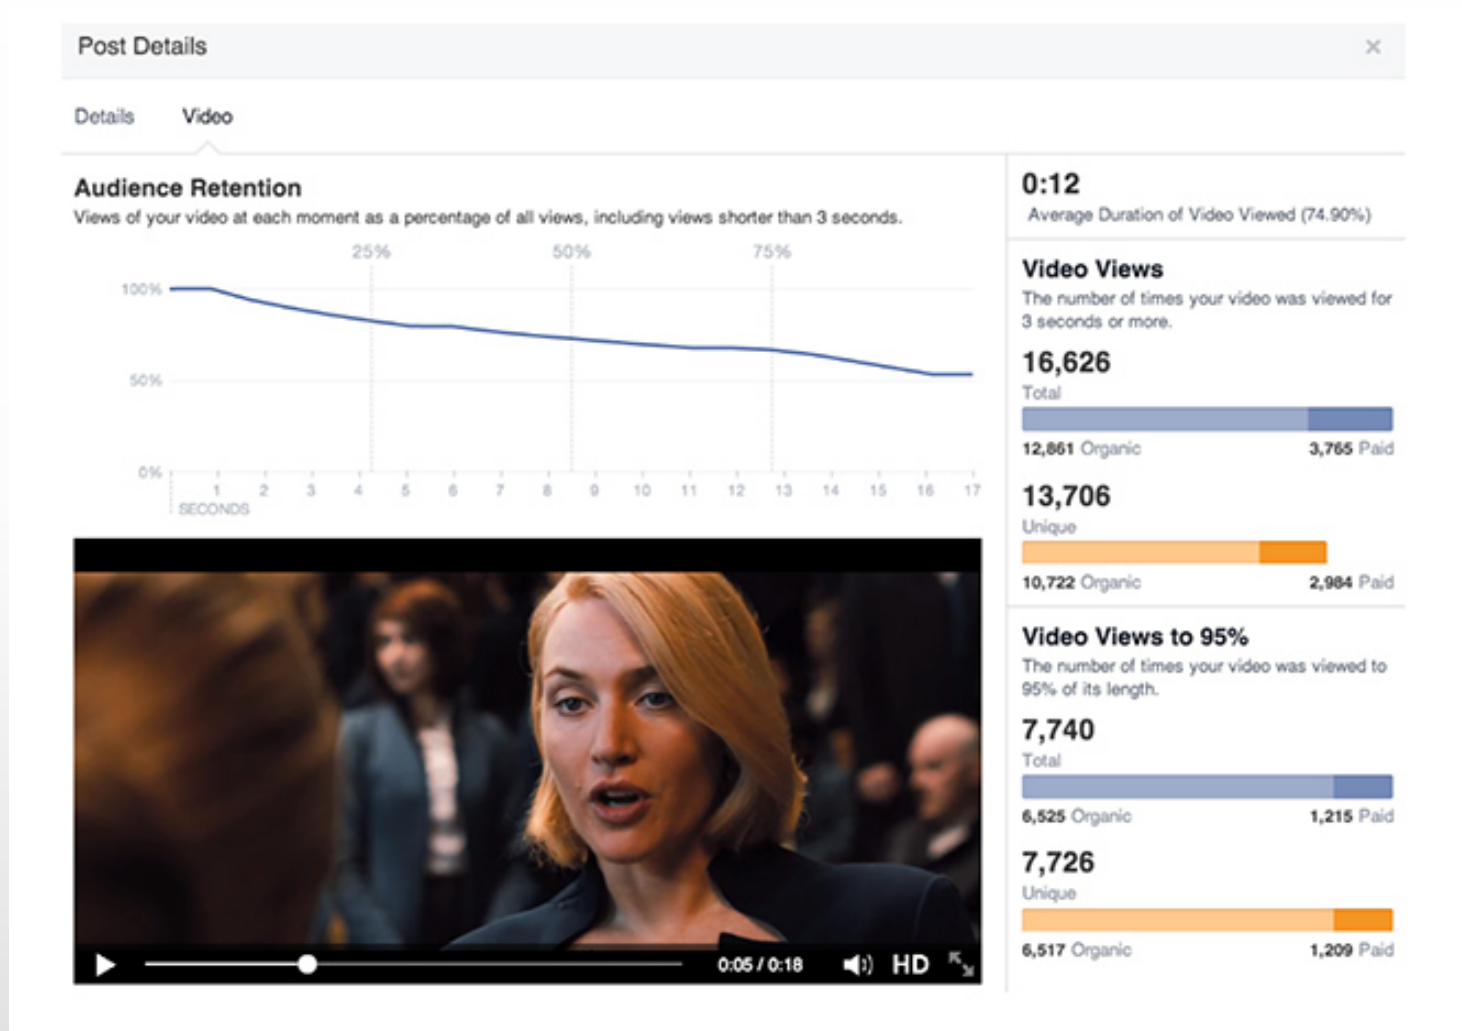 Post Details
×
Details Video
Audience Retention
Views of your video at each moment as a percentage of all views, including views shorter than 3 seconds.
25% 50% 75%
100%
50%
0%
1 2 3 4 5 6 7 8 9 10 11 12 13 14 15 16 17
SECONDS
0:05 / 0:18 HD
0:12
Average Duration of Video Viewed (74.90%)
Video Views
The number of times your video was viewed for
3 seconds or more.
16,626
Total
12,861 Organic 3,765 Paid
13,706
Unique
10,722 Organic 2,984 Paid
Video Views to 95%
The number of times your video was viewed to
95% of its length.
7,740
Total
6,525 Organic 1,215 Paid
7,726
Unique
6,517 Organic 1,209 Paid